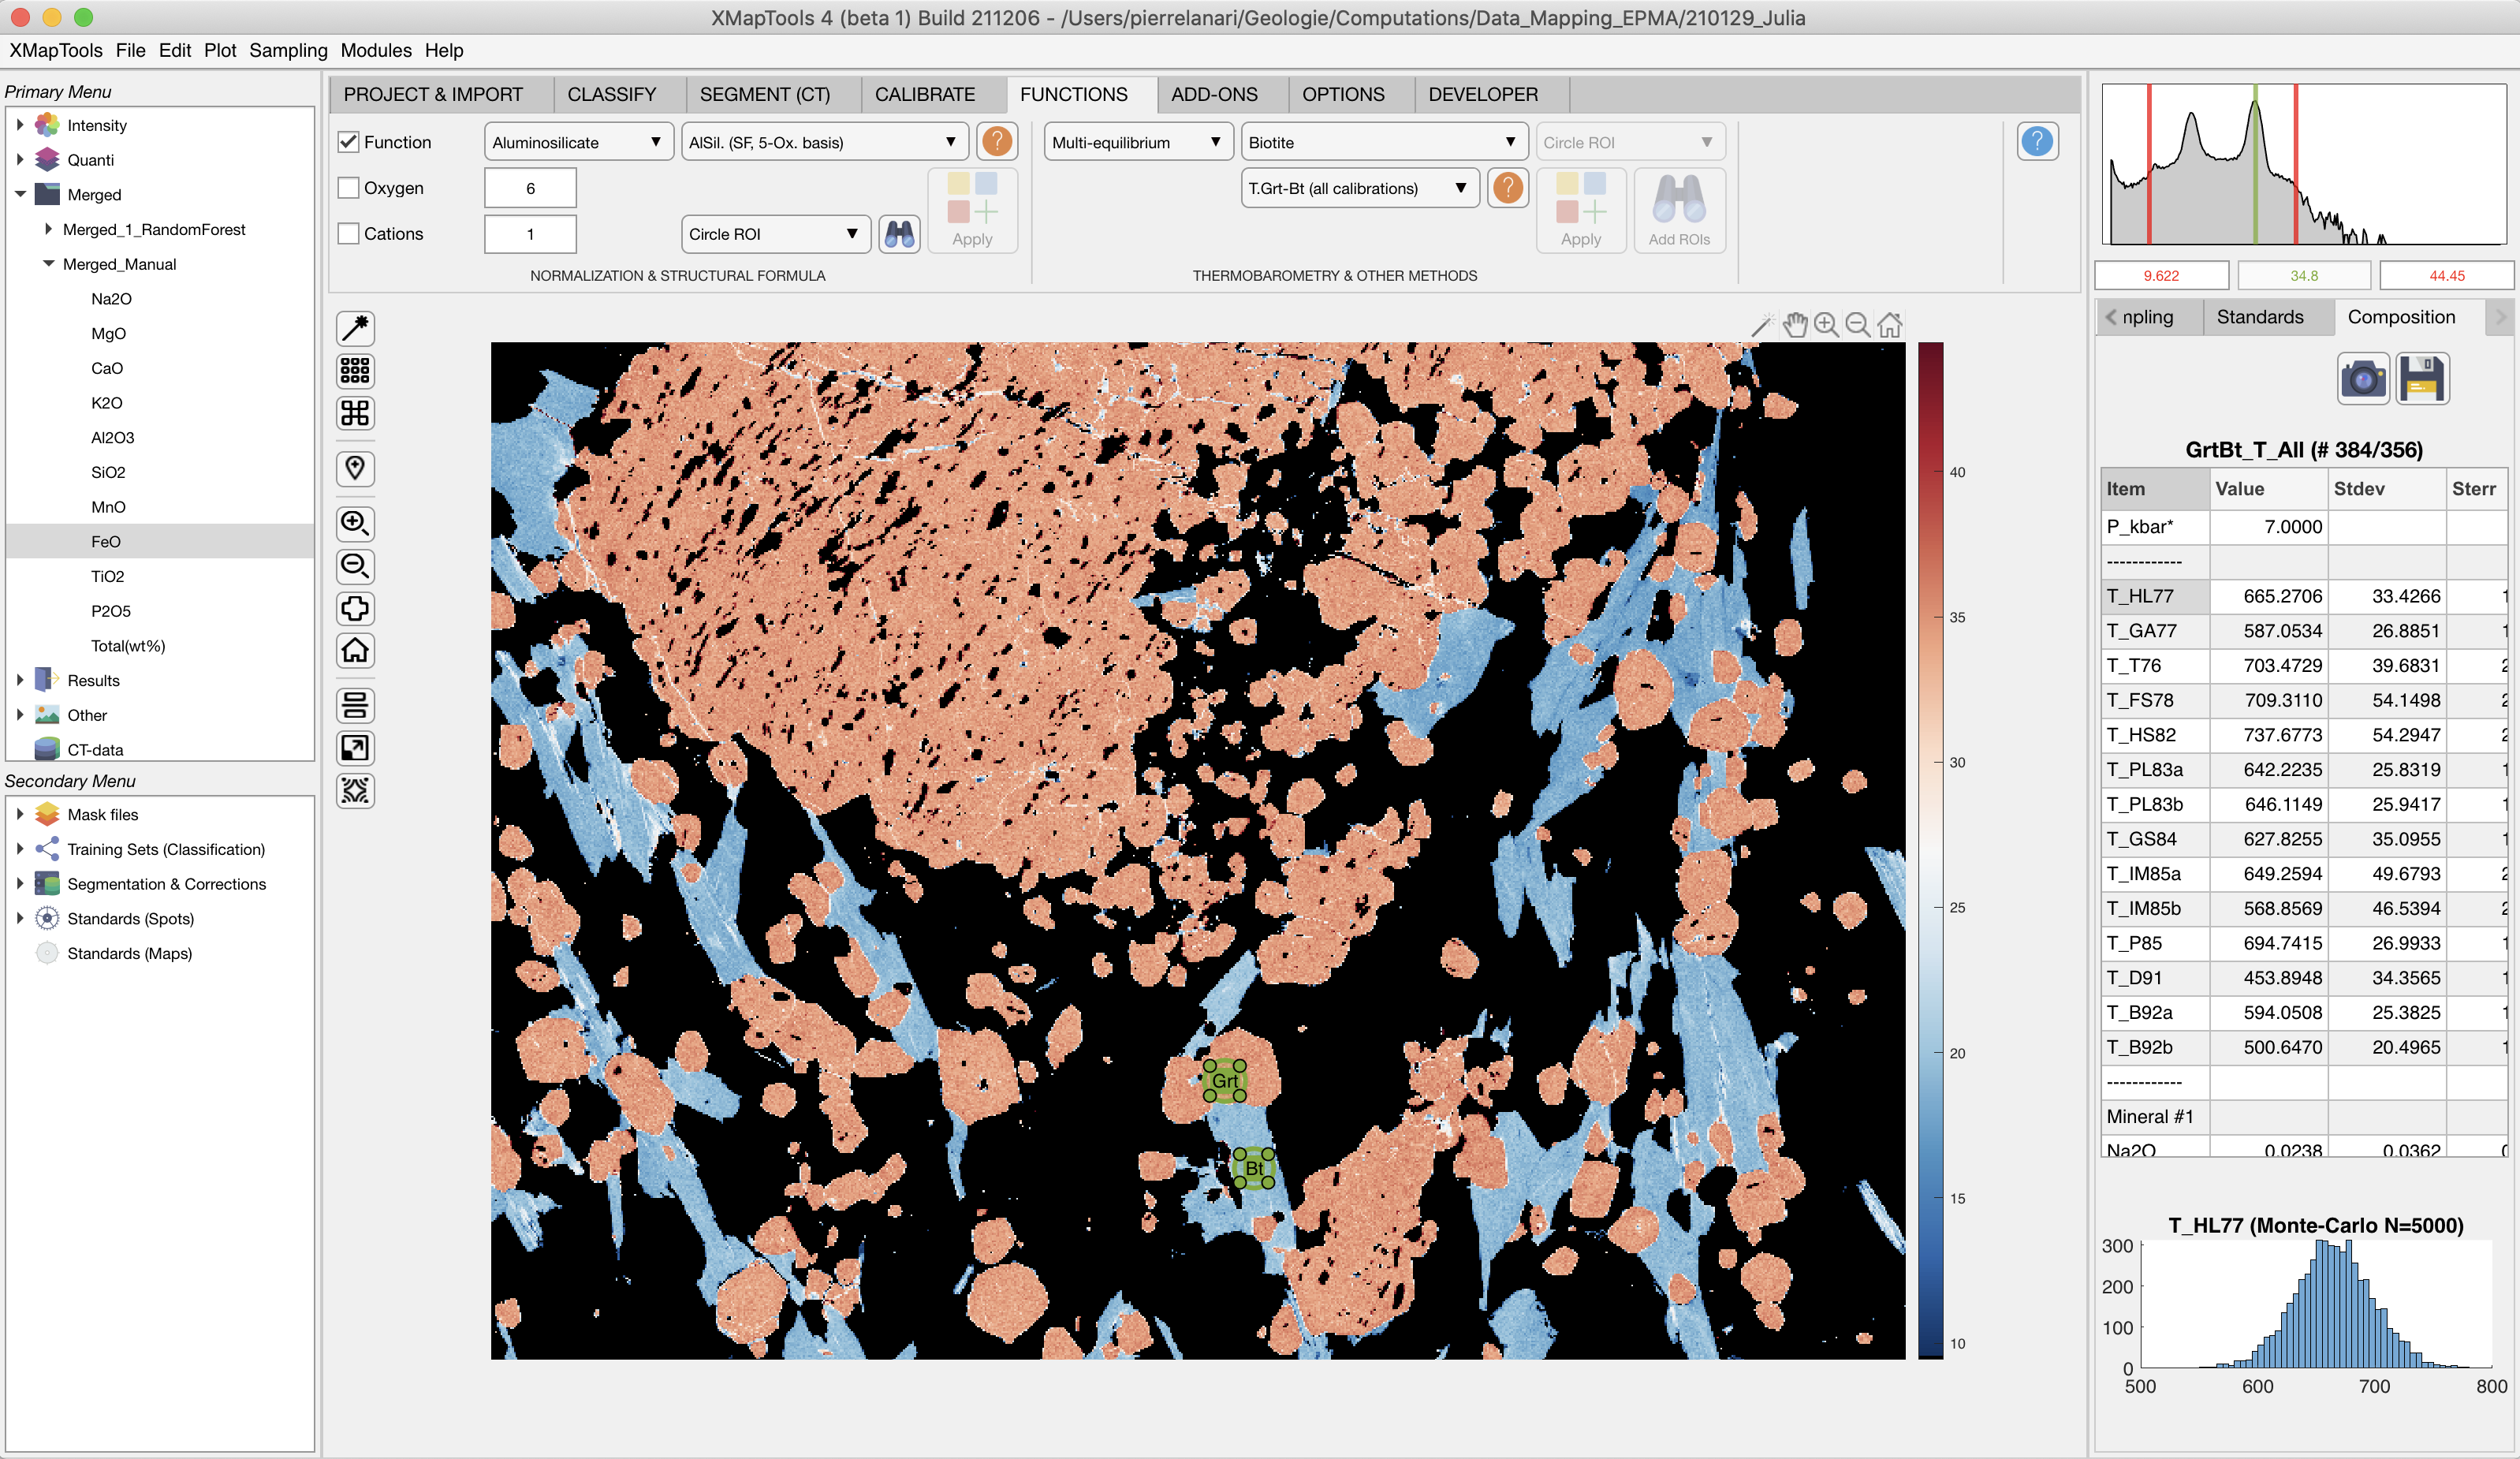 XMapTools 4 (beta 1) Build 211206 - /Users/pierrelanari/Geologie/Computations/Data_Mapping_EPMA/210129_Julia
XMapTools File Edit Plot Sampling Modules Help
Primary Menu
Intensity
Quanti
Merged
Merged_1_RandomForest
Merged_Manual
Na2O
MgO
CaO
K2O
Al2O3
SiO2
MnO
FeO
TiO2
P2O5
Total(wt%)
Results
Other
CT-data
Secondary Menu
Mask files
Training Sets (Classification)
Segmentation & Corrections
Standards (Spots)
Standards (Maps)
PROJECT & IMPORT CLASSIFY SEGMENT (CT) CALIBRATE FUNCTIONS ADD-ONS OPTIONS DEVELOPER
Function Aluminosilicate AlSil. (SF, 5-Ox. basis) ? Multi-equilibrium Biotite Circle ROI ?
Oxygen 6 T.Grt-Bt (all calibrations) ?
Cations 1 Circle ROI Apply Apply Add ROIs
NORMALIZATION & STRUCTURAL FORMULA THERMOBAROMETRY & OTHER METHODS
Grt
Bt
40
35
30
25
20
15
10
9.622 34.8 44.45
npling Standards Composition
GrtBt_T_All (# 384/356)
Item Value Stdev Sterr
P_kbar* 7.0000
------------
T_HL77 665.2706 33.4266 1
T_GA77 587.0534 26.8851 1
T_T76 703.4729 39.6831 2
T_FS78 709.3110 54.1498 2
T_HS82 737.6773 54.2947 2
T_PL83a 642.2235 25.8319 1
T_PL83b 646.1149 25.9417 1
T_GS84 627.8255 35.0955 1
T_IM85a 649.2594 49.6793 2
T_IM85b 568.8569 46.5394 2
T_P85 694.7415 26.9933 1
T_D91 453.8948 34.3565 1
T_B92a 594.0508 25.3825 1
T_B92b 500.6470 20.4965 1
------------
Mineral #1
Na2O 0.0238 0.0362
T_HL77 (Monte-Carlo N=5000)
300
200
100
0
500 600 700 800